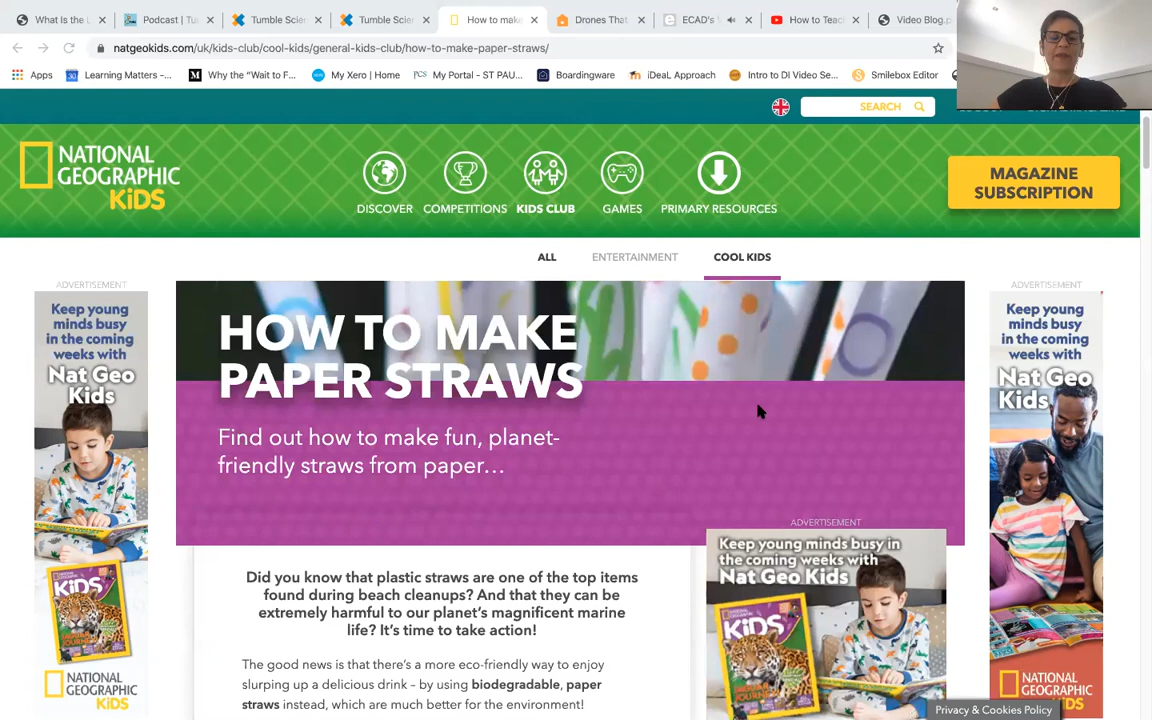 What Is the I
Podcast | Tu
Tumble Scie
Tumble Scie
How to make
Drones That
ECAD's
How to Teac
Video Blog.p
natgeokids.com/uk/kids-club/cool-kids/general-kids-club/how-to-make-paper-straws/
Apps
Learning Matters –...
Why the "Wait to F...
My Xero | Home
My Portal - ST PAU...
Boardingware
iDeaL Approach
Intro to DI Video Se...
Smilebox Editor
SEARCH
NATIONAL
GEOGRAPHIC
KiDS
DISCOVER
COMPETITIONS
KIDS CLUB
GAMES
PRIMARY RESOURCES
MAGAZINE
SUBSCRIPTION
ALL
ENTERTAINMENT
COOL KIDS
ADVERTISEMENT
Keep young
minds busy
in the coming
weeks with
Nat Geo
Kids
KiDS
NATIONAL
GEOGRAPHIC
KiDS
HOW TO MAKE
PAPER STRAWS
Find out how to make fun, planet-
friendly straws from paper...
Did you know that plastic straws are one of the top items
found during beach cleanups? And that they can be
extremely harmful to our planet's magnificent marine
life? It's time to take action!
The good news is that there's a more eco-friendly way to enjoy
slurping up a delicious drink – by using biodegradable, paper
straws instead, which are much better for the environment!
ADVERTISEMENT
Keep young minds busy in
the coming weeks with
Nat Geo Kids
KiDS
ADVERTISEMENT
Keep young
minds busy
in the coming
weeks with
Nat Geo
Kids
NATIONAL
GEOGRAPHIC
KiDS
Privacy & Cookies Policy